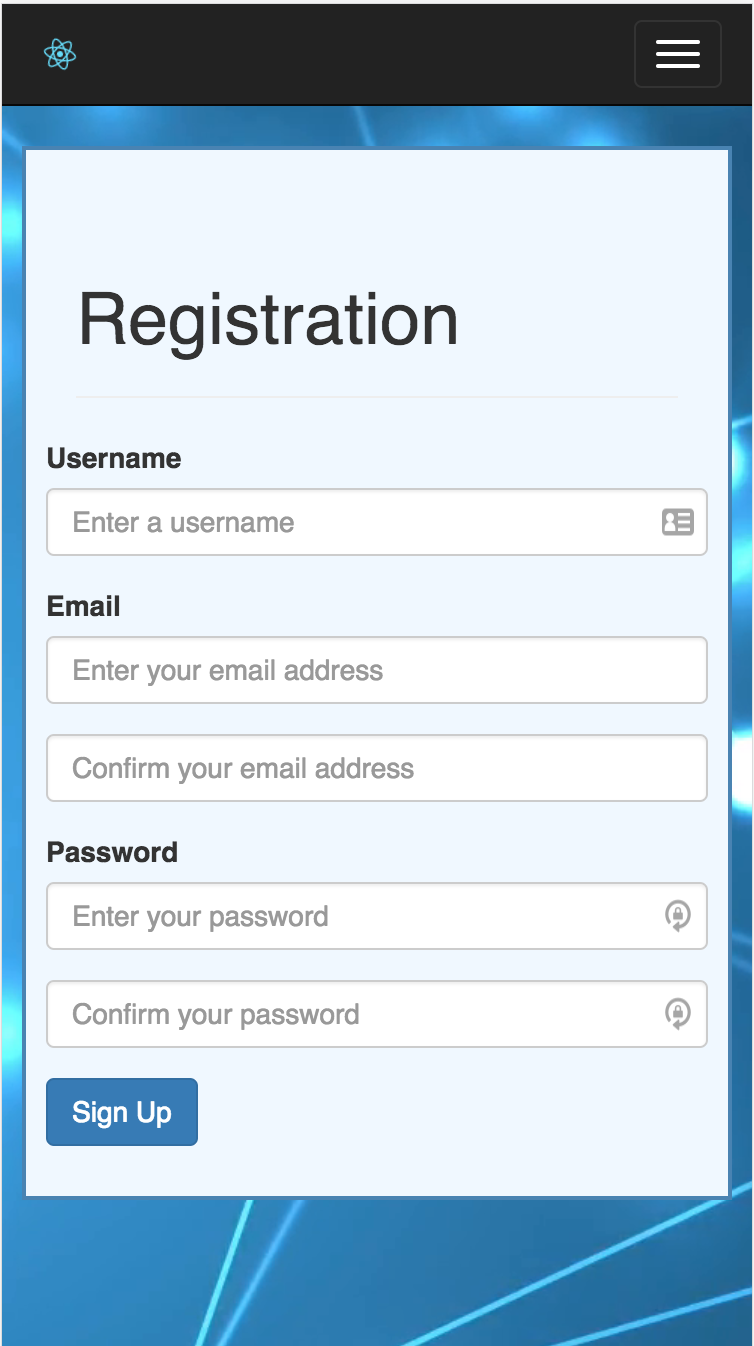 Registration
Username
Enter a username
Email
Enter your email address
Confirm your email address
Password
Enter your password
Confirm your password
Sign Up